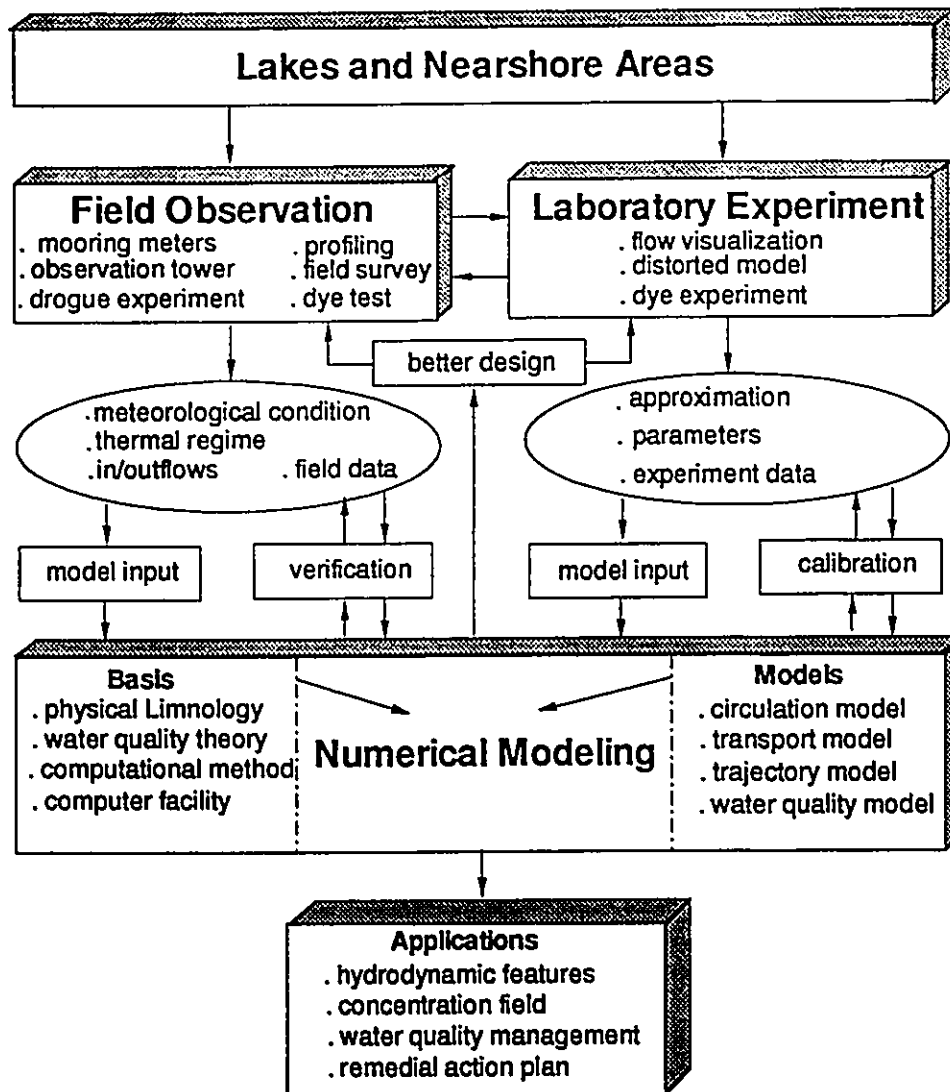 Lakes and Nearshore Areas
Field Observation
. mooring meters
. observation tower
. drogue experiment
. profiling
. field survey
. dye test
Laboratory Experiment
. flow visualization
. distorted model
. dye experiment
better design
. meteorological condition
. thermal regime
. in/outflows
. field data
. approximation
. parameters
. experiment data
model input
verification
model input
calibration
Basis
. physical Limnology
. water quality theory
. computational method
. computer facility
Numerical Modeling
Models
. circulation model
. transport model
. trajectory model
. water quality model
Applications
. hydrodynamic features
. concentration field
. water quality management
. remedial action plan